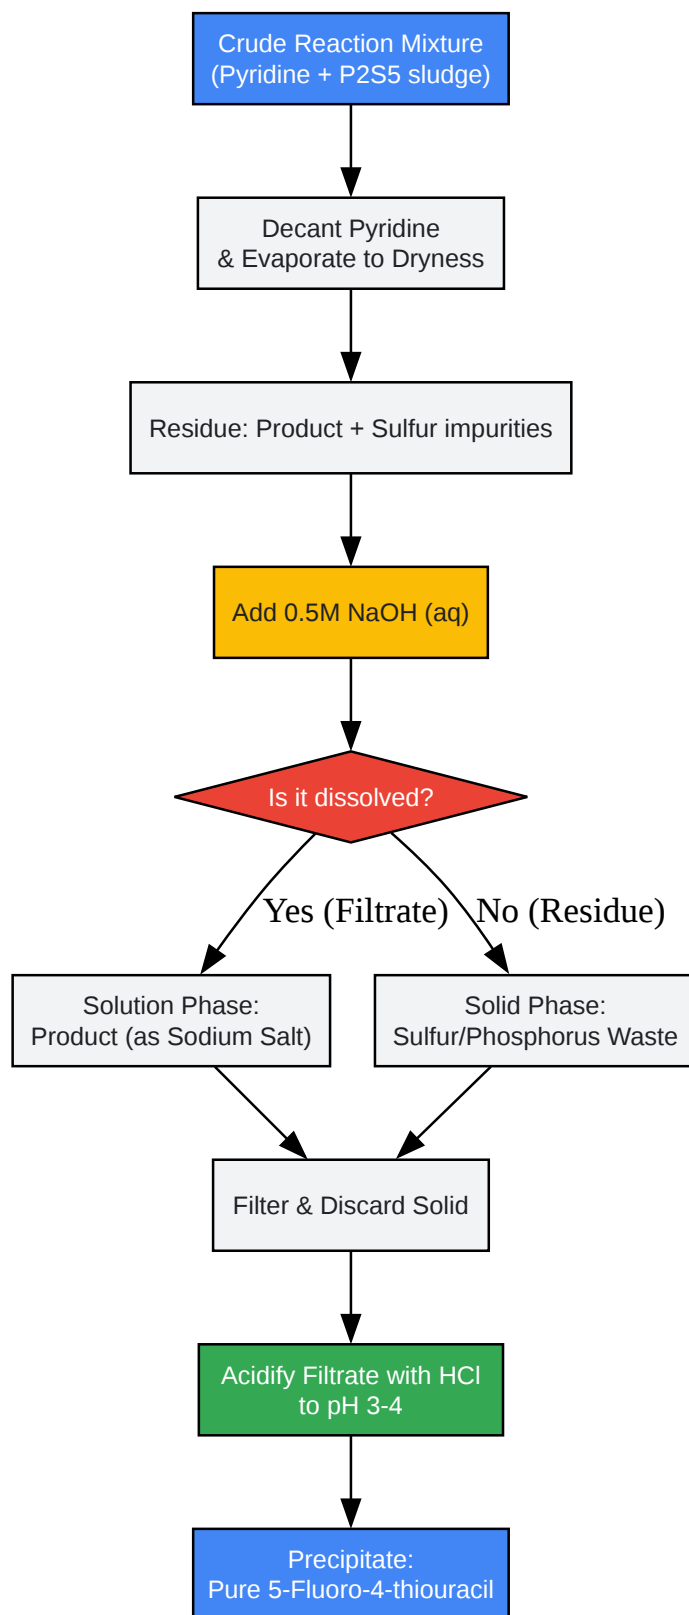 Crude Reaction Mixture
(Pyridine + P2S5 sludge)
Decant Pyridine
& Evaporate to Dryness
Residue: Product + Sulfur impurities
Add 0.5M NaOH (aq)
Is it dissolved?
Yes (Filtrate)
No (Residue)
Solution Phase:
Product (as Sodium Salt)
Solid Phase:
Sulfur/Phosphorus Waste
Filter & Discard Solid
Acidify Filtrate with HCl
to pH 3-4
Precipitate:
Pure 5-Fluoro-4-thiouracil